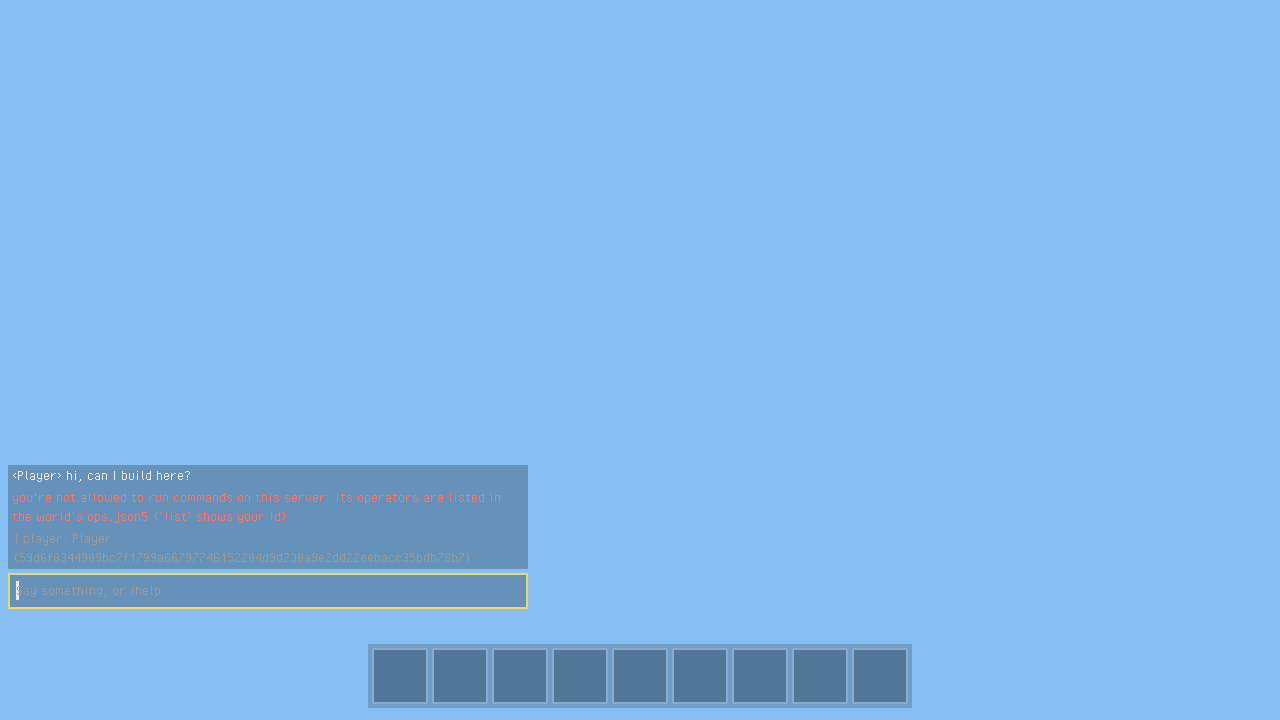 <Player> hi, can I build here?
you're not allowed to run commands on this server: its operators are listed in
the world's ops.json5 ("list" shows your id)
1 player: Player
(59d6f8344909bc7f1799a66797746152204d9d238a9e2dd22eebacc35bdb78b7)
Say something, or /help